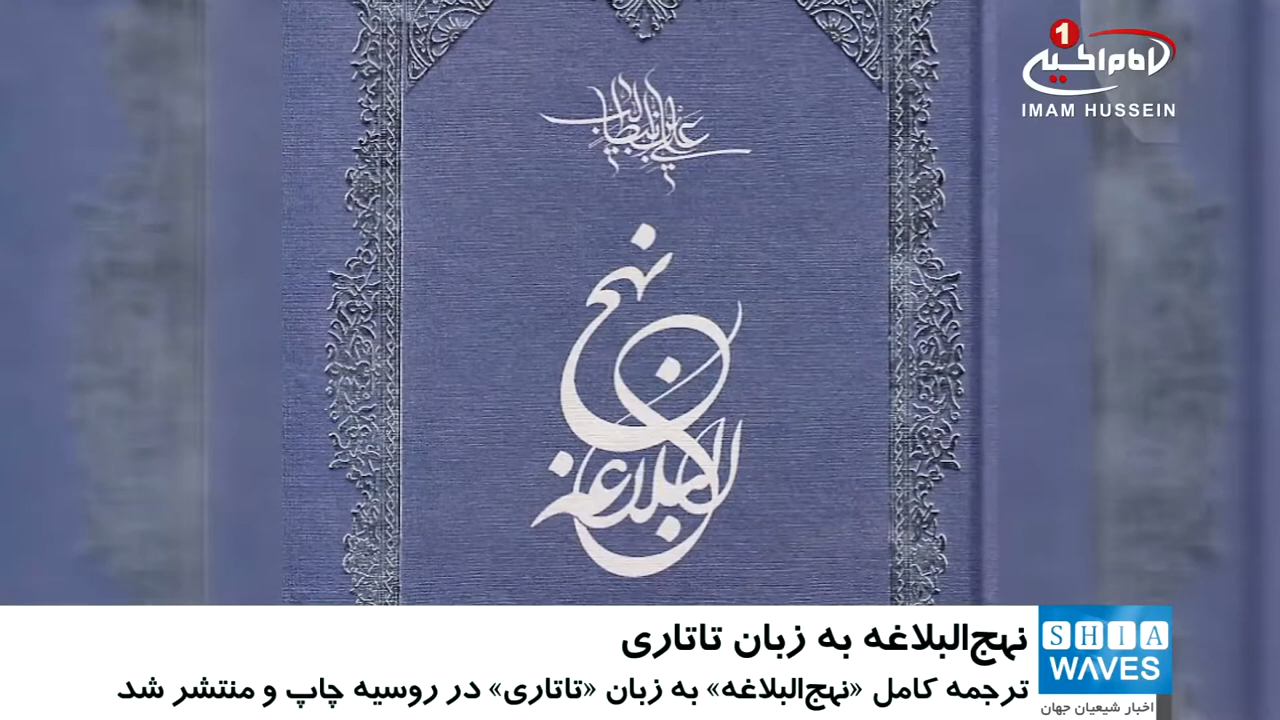 1
امام حسین
IMAM HUSSEIN
علی بن ابیطالب
نهج
البلاغه
نهج‌البلاغه به زبان تاتاری
ترجمه کامل «نهج‌البلاغه» به زبان «تاتاری» در روسیه چاپ و منتشر شد
SHIA
WAVES
اخبار شیعیان جهان